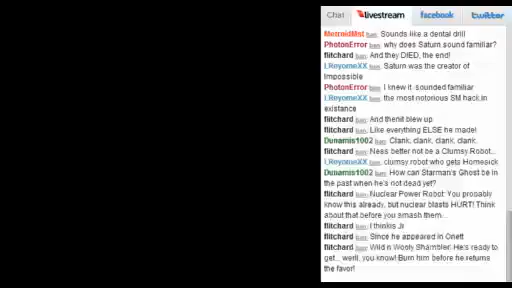 Chat livestream facebook twitter
MetroidMst ban: Sounds like a dental drill
PhotonError ban: why does Saturn sound familiar?
flitchard ban: And they DIED, the end!
LReyomeXX ban: Saturn was the creator of
Impossible
PhotonError ban: I knew it sounded familiar
LReyomeXX ban: the most notorious SM hack in
existance
flitchard ban: And thenit blew up
flitchard ban: Like everything ELSE he made!
Dunamis1002 ban: Clank, clank, clank, clank,
flitchard ban: Ness better not be a Clumsy Robot...
LReyomeXX ban: clumsy robot who gets Homesick
Dunamis1002 ban: How can Starman's Ghost be in
the past when he's not dead yet?
flitchard ban: Nuclear Power Robot: You probably
know this already, but nuclear blasts HURT! Think
about that before you smash them...
flitchard ban: I thinkis Jr
flitchard ban: Since he appeared in Onett
flitchard ban: Wild n Wooly Shambler: He's ready to
get... well, you know! Burn him before he returns
the favor!